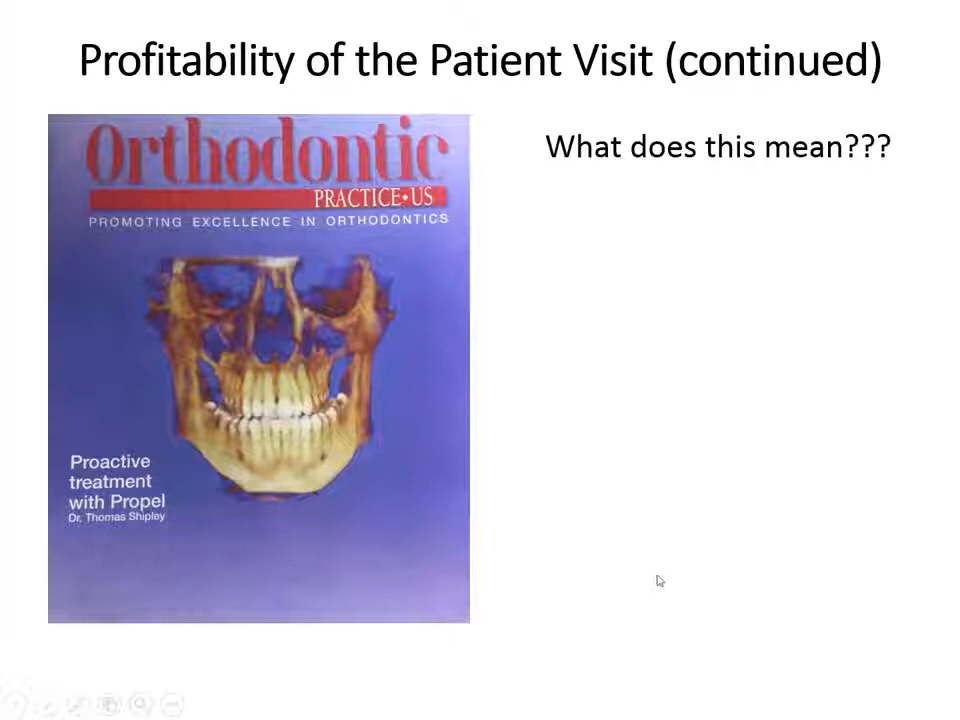 Profitability of the Patient Visit (continued)
Orthodontic
PRACTICE•US
PROMOTING EXCELLENCE IN ORTHODONTICS
Proactive
treatment
with Propel
Dr. Thomas Shipley
What does this mean???